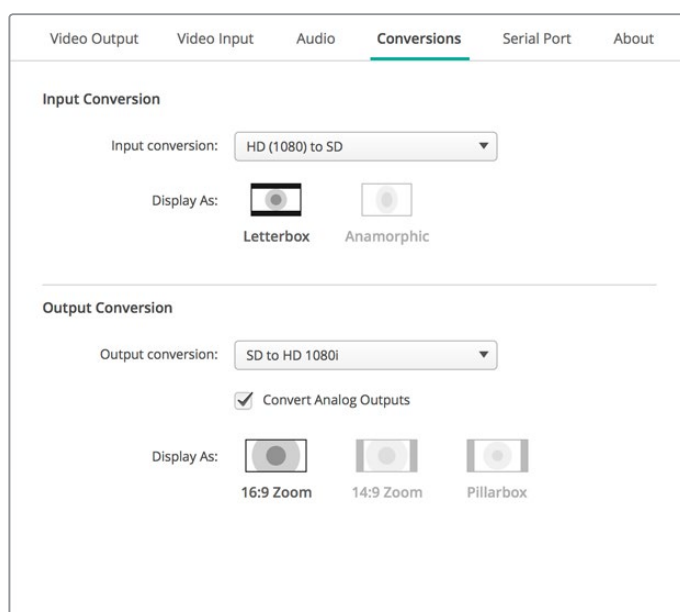 Video Output Video Input Audio Conversions Serial Port About
Input Conversion
Input conversion: HD (1080) to SD
Display As:
Letterbox Anamorphic
Output Conversion
Output conversion: SD to HD 1080i
Convert Analog Outputs
Display As:
16:9 Zoom 14:9 Zoom Pillarbox